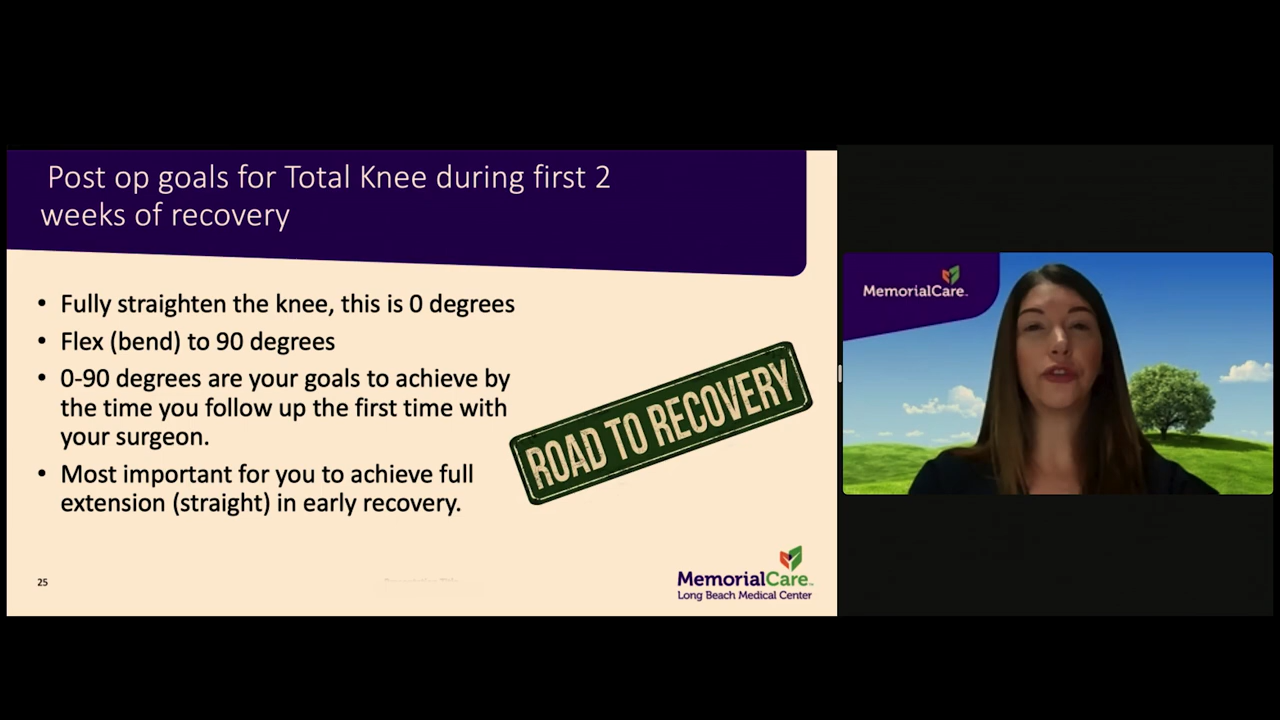 Post op goals for Total Knee during first 2
weeks of recovery
• Fully straighten the knee, this is 0 degrees
• Flex (bend) to 90 degrees
• 0-90 degrees are your goals to achieve by
the time you follow up the first time with
your surgeon.
• Most important for you to achieve full
extension (straight) in early recovery.
ROAD TO RECOVERY
25
MemorialCare™
Long Beach Medical Center
MemorialCare™